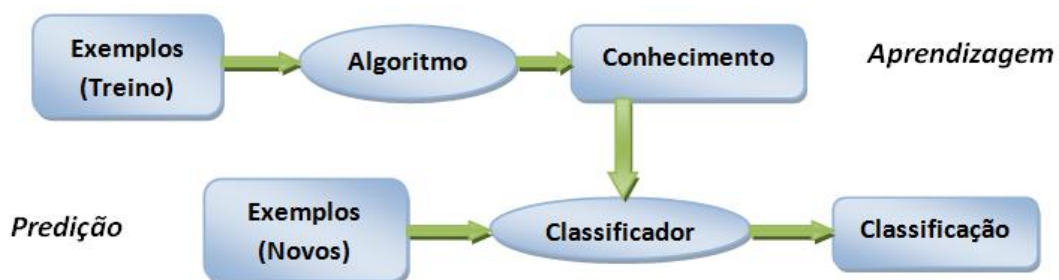 Exemplos
(Treino)
Algoritmo
Conhecimento
Aprendizagem
Predição
Exemplos
(Novos)
Classificador
Classificação